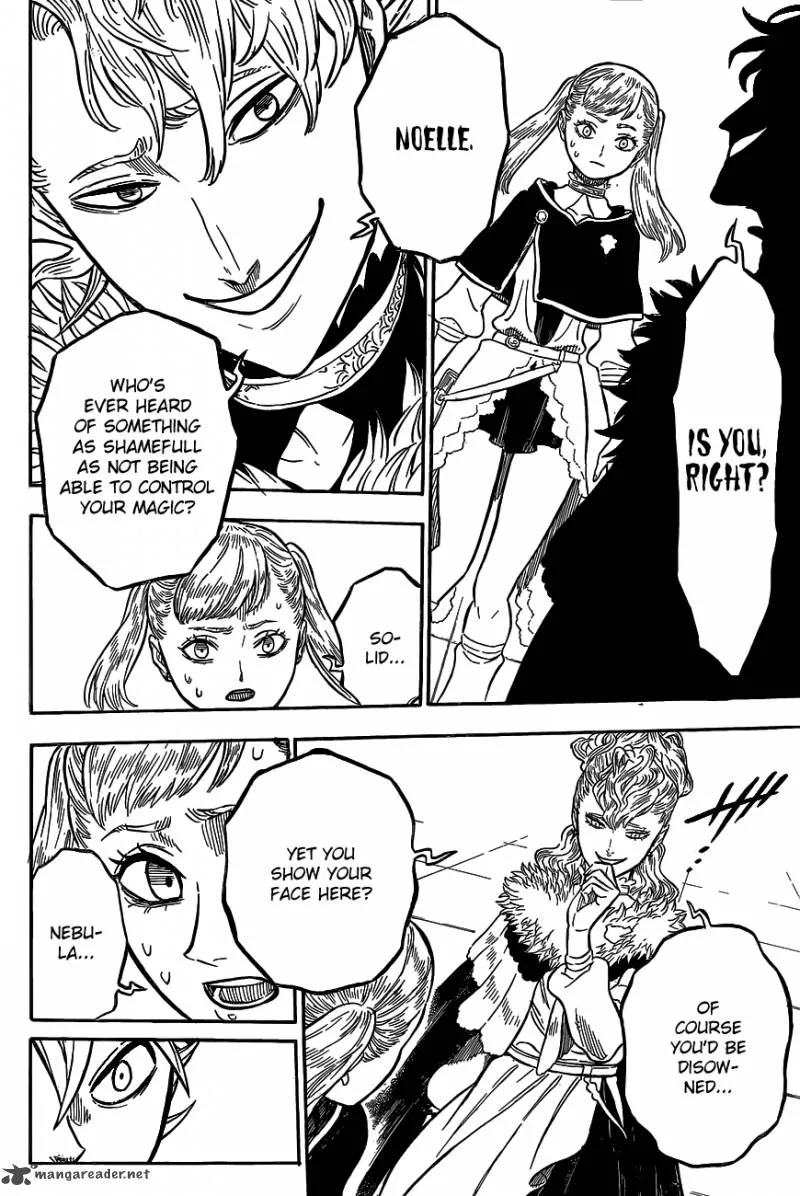 IS YOU,
RIGHT?
NOELLE.
WHO'S
EVER HEARD
OF SOMETHING
AS SHAMEFULL
AS NOT BEING
ABLE TO CONTROL
YOUR MAGIC?
SO-
LID...
OF
COURSE
YOU'D BE
DISOW-
NED...
YET YOU
SHOW YOUR
FACE HERE?
NEBU-
LA...
mangareader.net